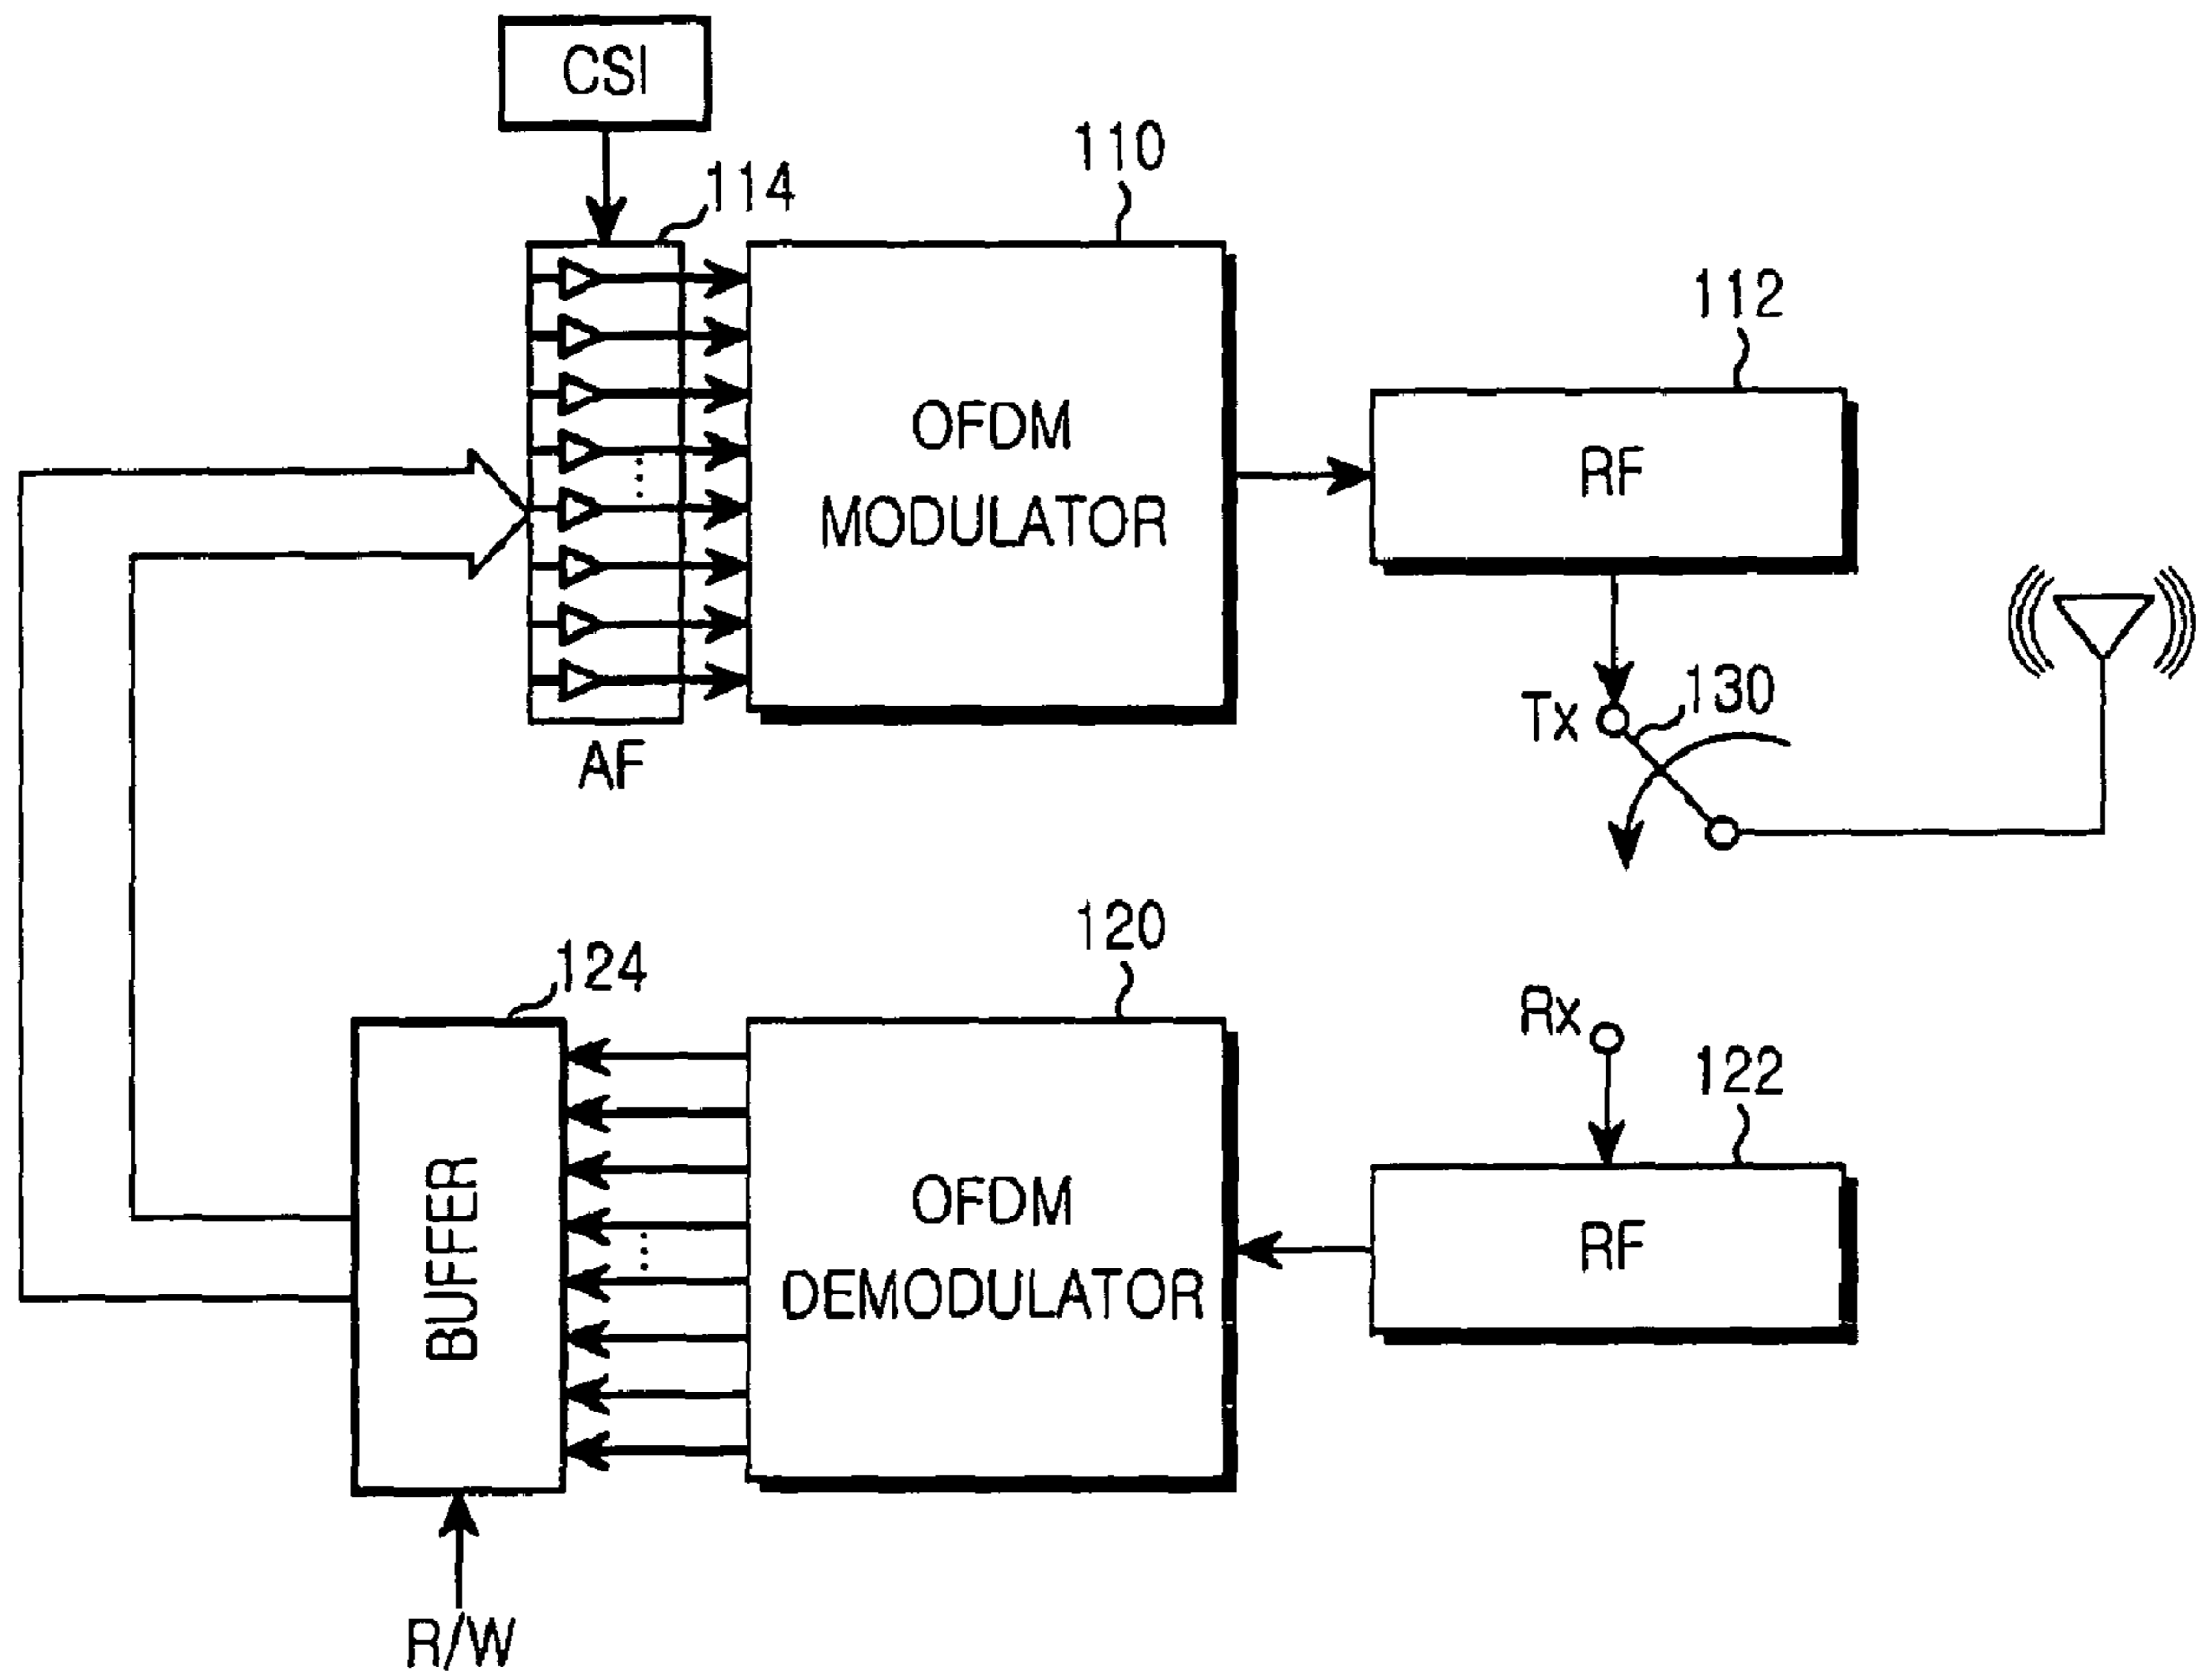 CSI
114
110
112
OFDM
MODULATOR
RF
Tx
130
AF
124
120
Rx
122
BUFFER
OFDM
DEMODULATOR
RF
R/W